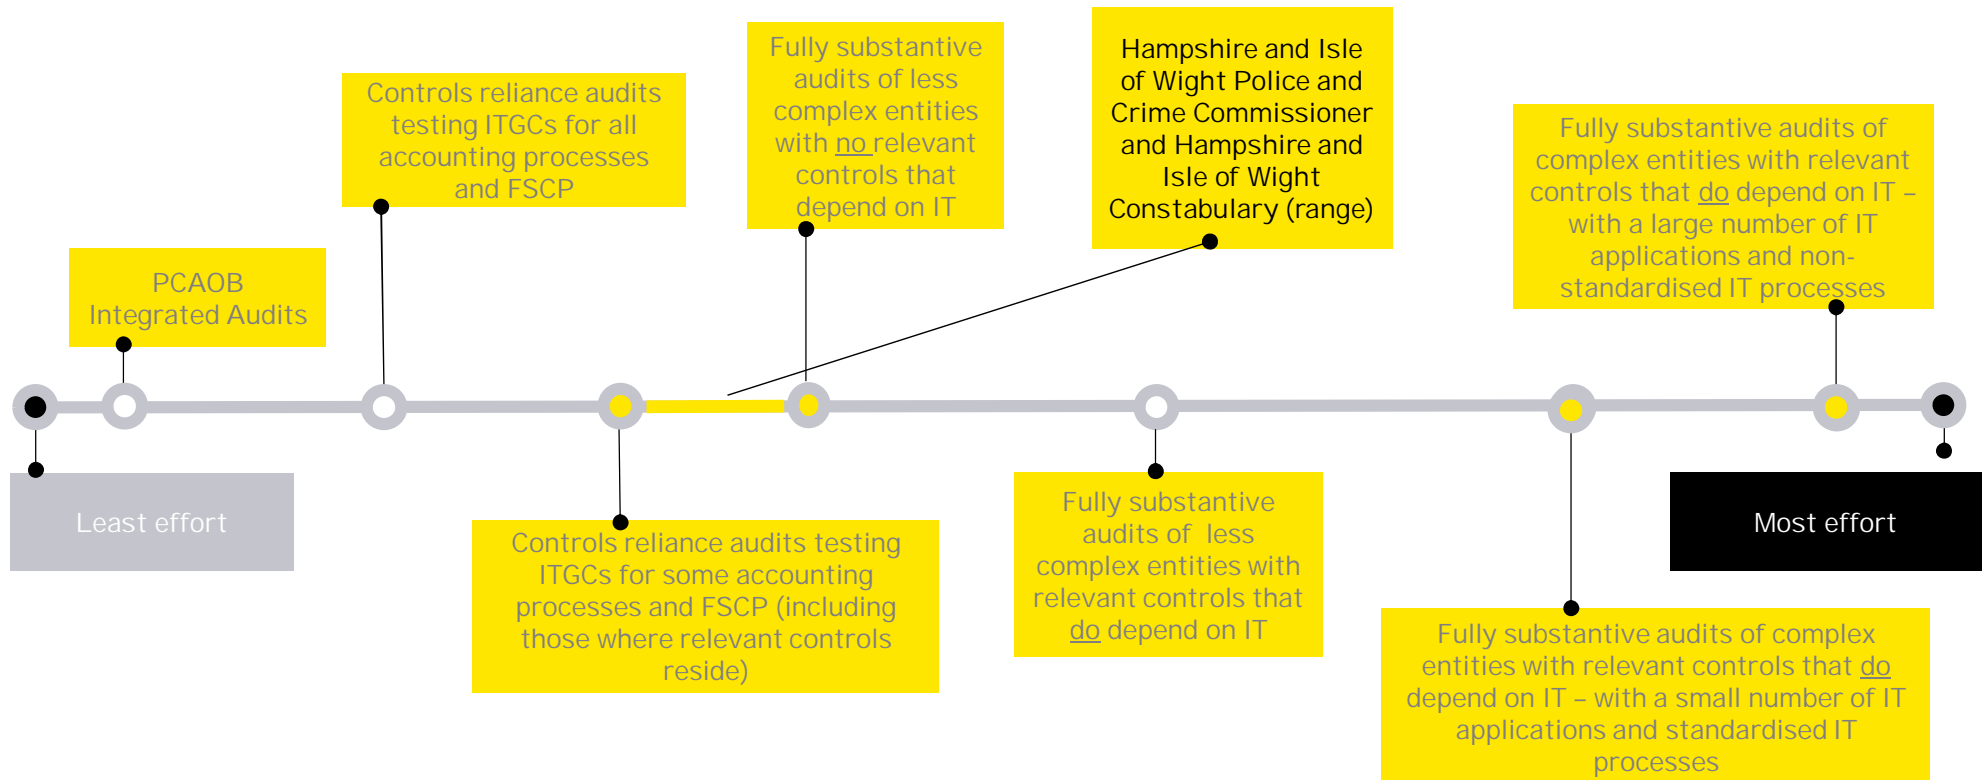 PCAOB
Integrated Audits
Controls reliance audits
testing ITGCs for all
accounting processes
and FSCP
Fully substantive
audits of less
complex entities
with no relevant
controls that
depend on IT
Hampshire and Isle
of Wight Police and
Crime Commissioner
and Hampshire and
Isle of Wight
Constabulary (range)
Fully substantive audits of
complex entities with relevant
controls that do depend on IT –
with a large number of IT
applications and non-
standardised IT processes
Least effort
Controls reliance audits testing
ITGCs for some accounting
processes and FSCP (including
those where relevant controls
reside)
Fully substantive
audits of less
complex entities with
relevant controls that
do depend on IT
Most effort
Fully substantive audits of complex
entities with relevant controls that do
depend on IT – with a small number of IT
applications and standardised IT
processes